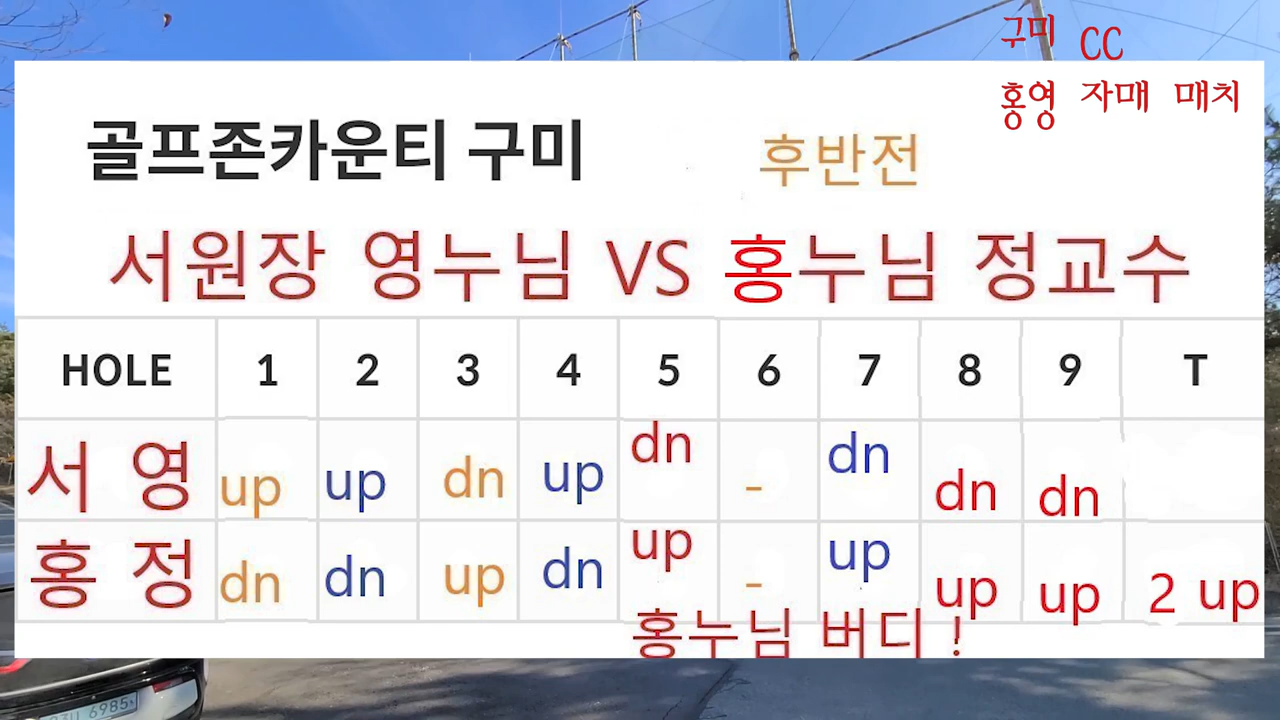 구미 CC
홍영 자매 매치
골프존카운티 구미 후반전
서원장 영누님 VS 홍누님 정교수
HOLE 1 2 3 4 5 6 7 8 9 T
서 영 up up dn up dn - dn dn dn
홍 정 dn dn up dn up - up up up 2 up
홍누님 버디 !
6985